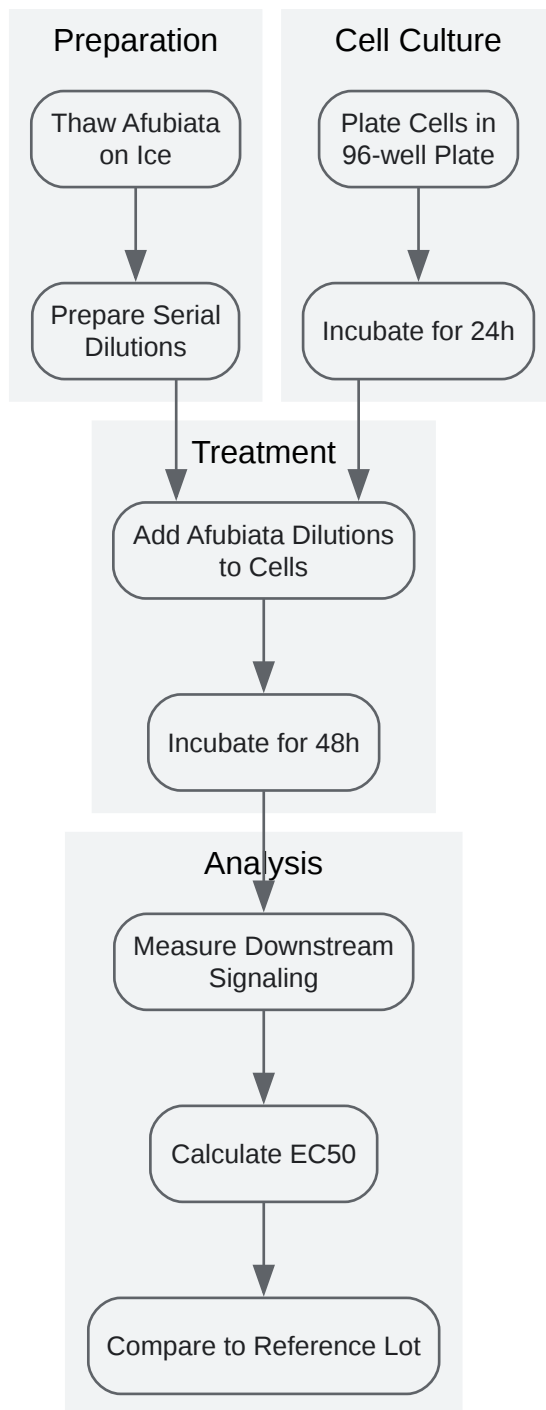 Preparation
Thaw Afubiata
on Ice
Prepare Serial
Dilutions
Cell Culture
Plate Cells in
96-well Plate
Incubate for 24h
Treatment
Add Afubiata Dilutions
to Cells
Incubate for 48h
Analysis
Measure Downstream
Signaling
Calculate EC50
Compare to Reference Lot